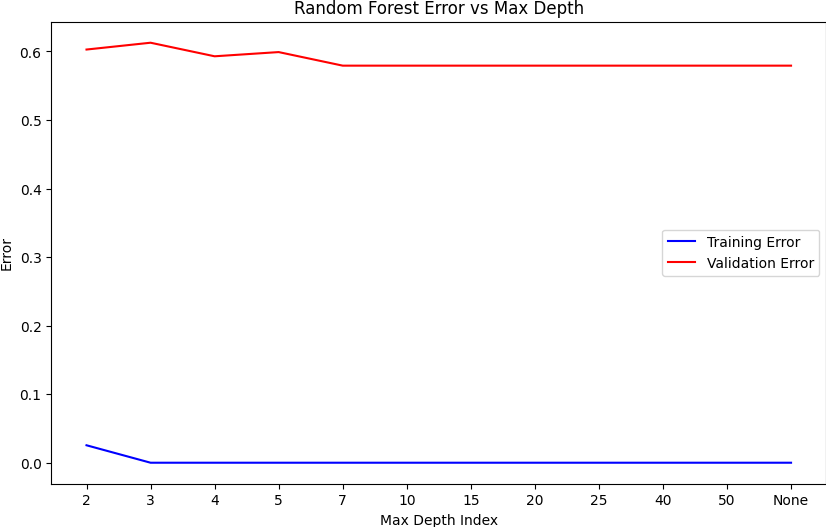 Random Forest Error vs Max Depth
Error
0.6
0.5
0.4
0.3
0.2
0.1
0.0
Training Error
Validation Error
2 3 4 5 7 10 15 20 25 40 50 None
Max Depth Index